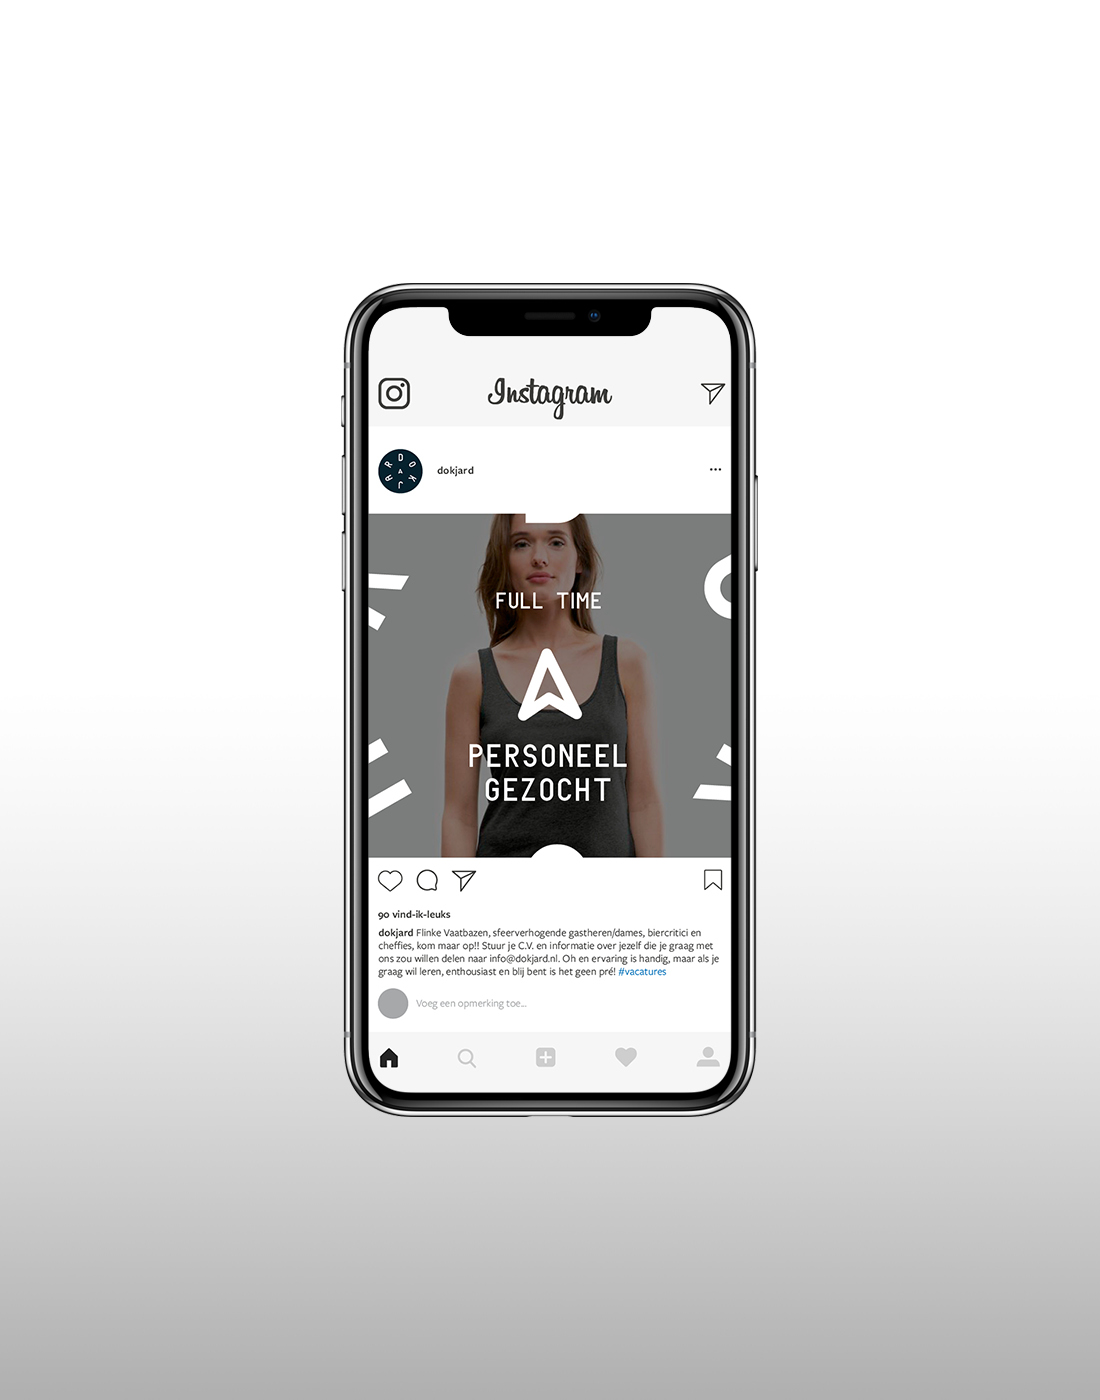 Instagram
DOKJARD
A
dokjard
FULL TIME
A
PERSONEEL
GEZOCHT
90 vind-ik-leuks
dokjard Flinke Vaatbazen, sfeerverhogende gastheren/dames, biercritici en
cheffies, kom maar op!! Stuur je C.V. en informatie over jezelf die je graag met
ons zou willen delen naar info@dokjard.nl. Oh en ervaring is handig, maar als je
graag wil leren, enthousiast en blij bent is het geen pré! #vacatures
Voeg een opmerking toe...